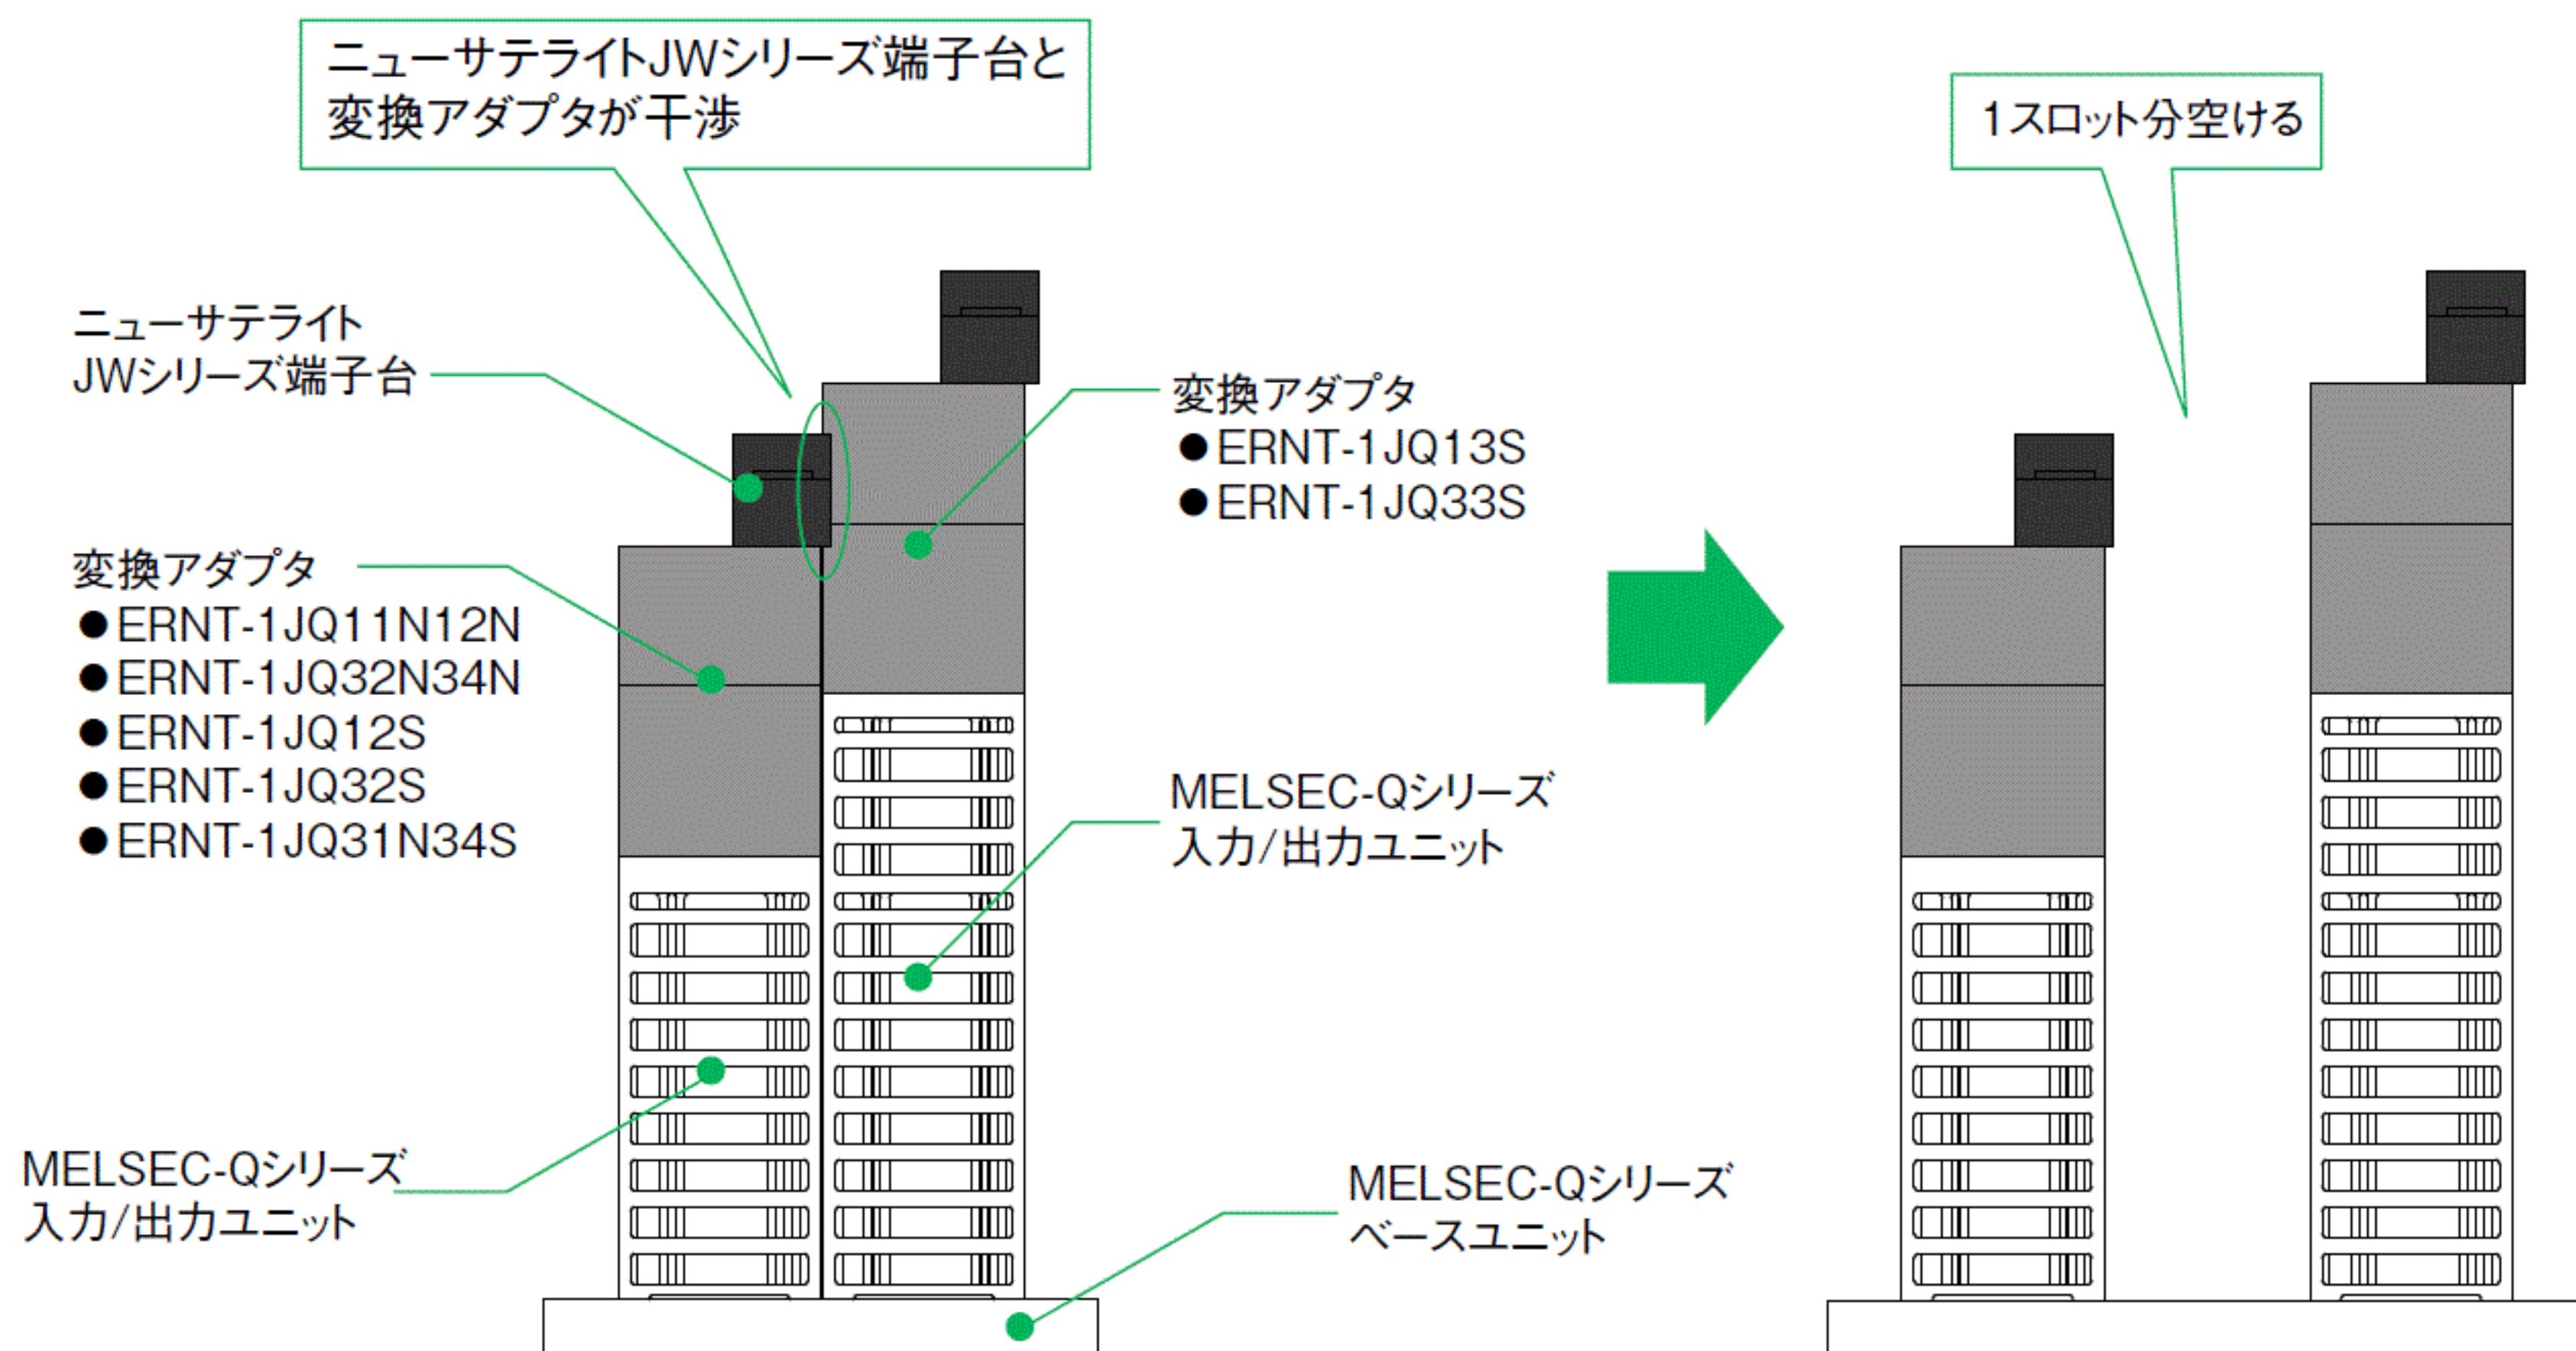 ニューサテライトJWシリーズ端子台と
変換アダプタが干渉
1スロット分空ける
ニューサテライト
JWシリーズ端子台
変換アダプタ
●ERNT-1JQ13S
●ERNT-1JQ33S
変換アダプタ
●ERNT-1JQ11N12N
●ERNT-1JQ32N34N
●ERNT-1JQ12S
●ERNT-1JQ32S
●ERNT-1JQ31N34S
MELSEC-Qシリーズ
入力/出力ユニット
MELSEC-Qシリーズ
入力/出力ユニット
MELSEC-Qシリーズ
ベースユニット